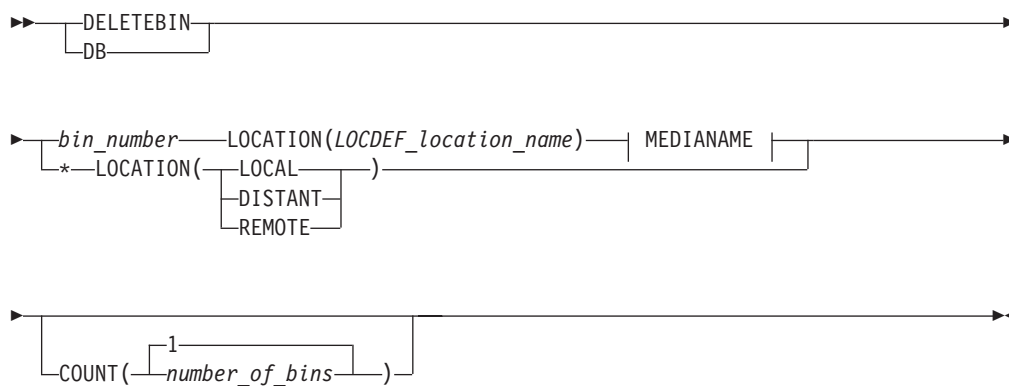 DELETEBIN
DB
bin_number LOCATION(LOCDEF_location_name) MEDIANAME
* LOCATION( LOCAL )
DISTANT
REMOTE
1
COUNT( number_of_bins )